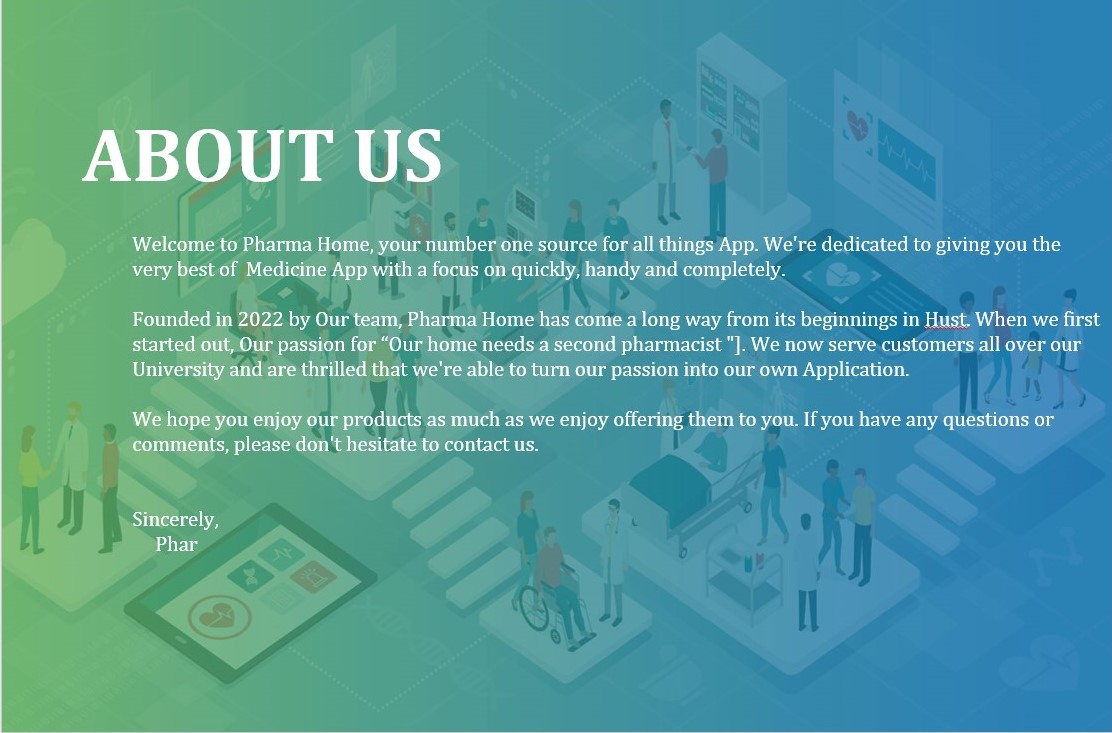 ABOUT US
Welcome to Pharma Home, your number one source for all things App. We're dedicated to giving you the
very best of  Medicine App with a focus on quickly, handy and completely.
Founded in 2022 by Our team, Pharma Home has come a long way from its beginnings in Hust. When we first
started out, Our passion for “Our home needs a second pharmacist "]. We now serve customers all over our
University and are thrilled that we're able to turn our passion into our own Application.
We hope you enjoy our products as much as we enjoy offering them to you. If you have any questions or
comments, please don't hesitate to contact us.
Sincerely,
Phar